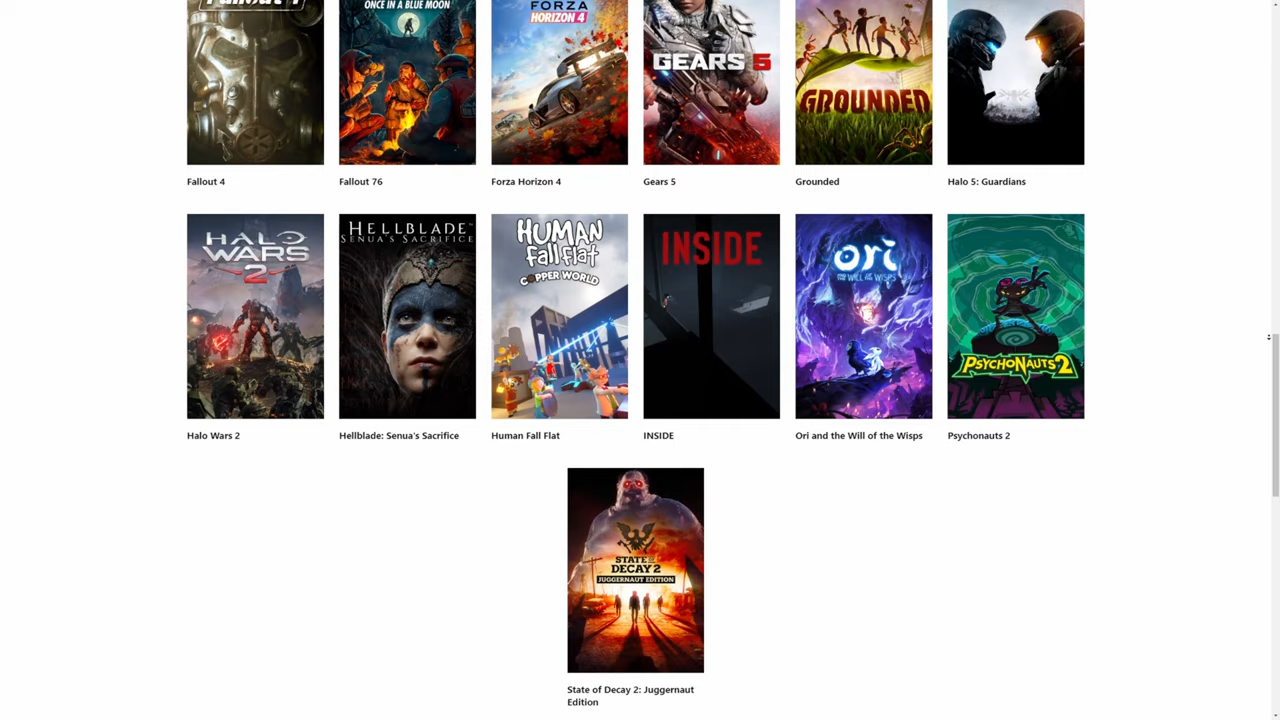 Fallout 4
ONCE IN A BLUE MOON
FORZA
HORIZON 4
GEARS 5
GROUNDED
Fallout 4
Fallout 76
Forza Horizon 4
Gears 5
Grounded
Halo 5: Guardians
HALO
WARS
2
HELLBLADE
SENUA'S SACRIFICE
HUMAN
fall flat
COPPER WORLD
INSIDE
ori
AND THE WILL OF THE WISPS
PSYCHONAUTS 2
Halo Wars 2
Hellblade: Senua's Sacrifice
Human Fall Flat
INSIDE
Ori and the Will of the Wisps
Psychonauts 2
STATE OF
DECAY 2
JUGGERNAUT EDITION
State of Decay 2: Juggernaut
Edition